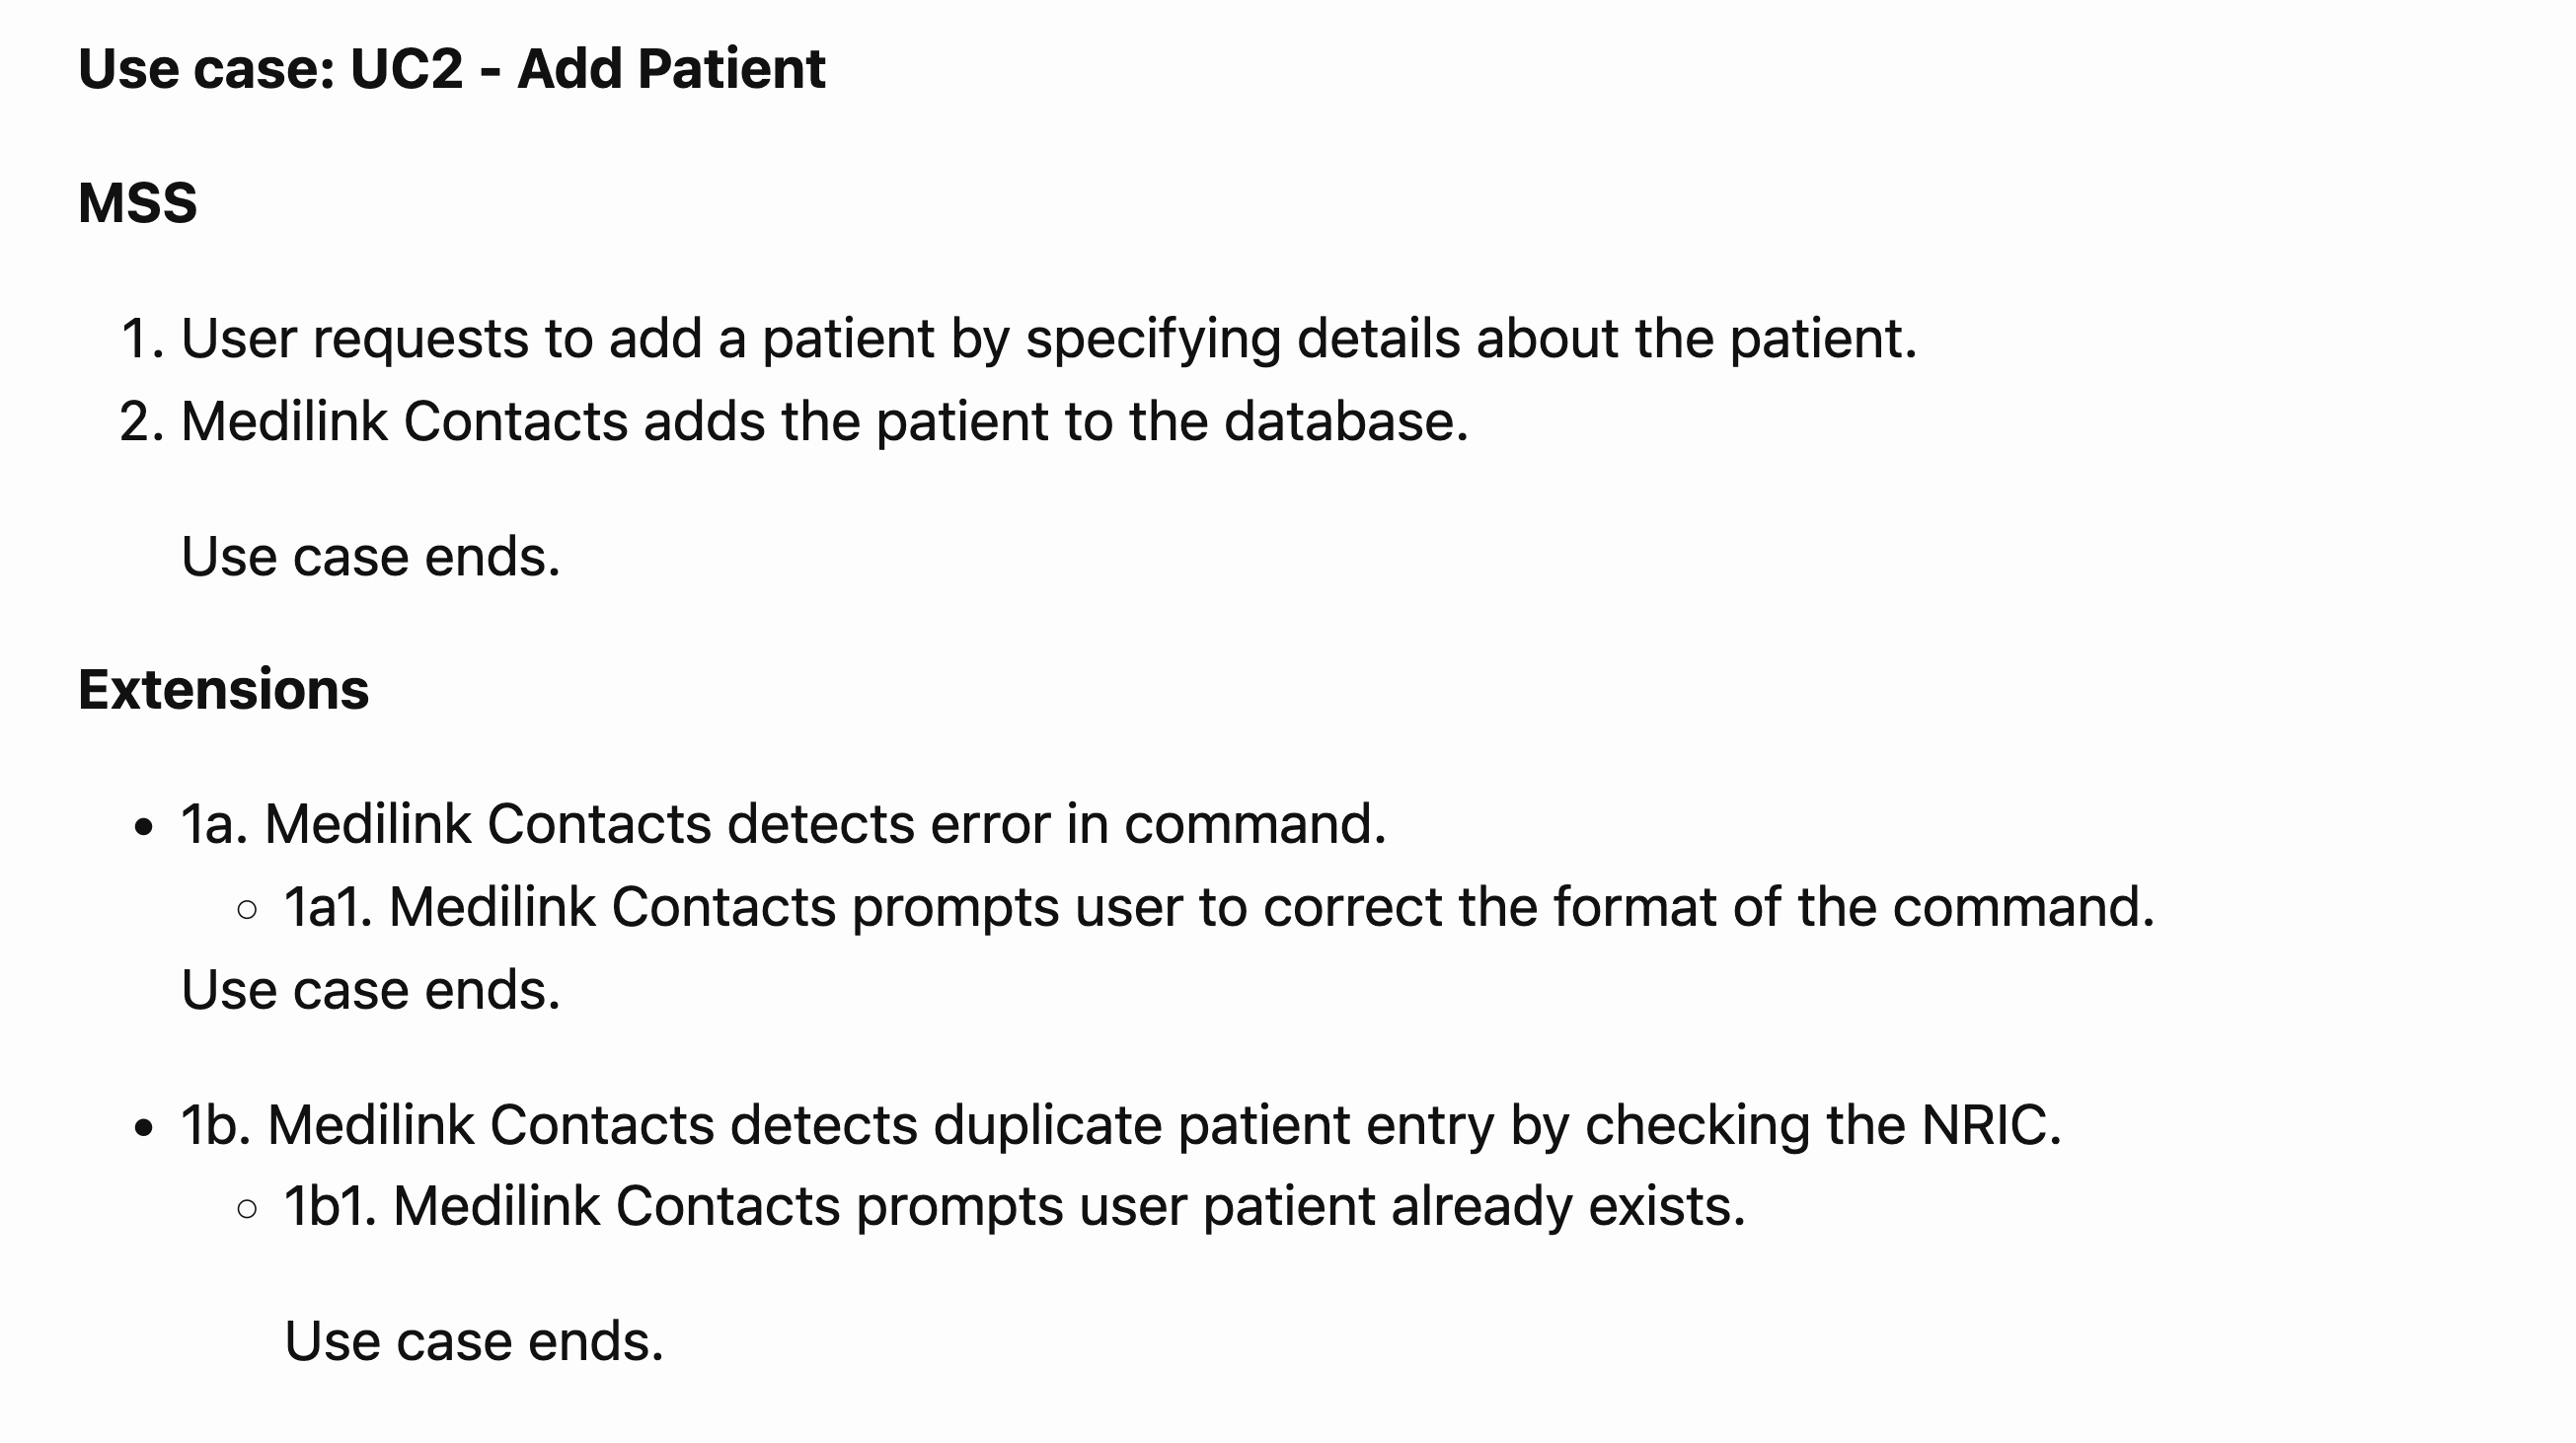 Use case: UC2 - Add Patient
MSS
1. User requests to add a patient by specifying details about the patient.
2. Medilink Contacts adds the patient to the database.
Use case ends.
Extensions
• 1a. Medilink Contacts detects error in command.
◦ 1a1. Medilink Contacts prompts user to correct the format of the command.
Use case ends.
• 1b. Medilink Contacts detects duplicate patient entry by checking the NRIC.
◦ 1b1. Medilink Contacts prompts user patient already exists.
Use case ends.